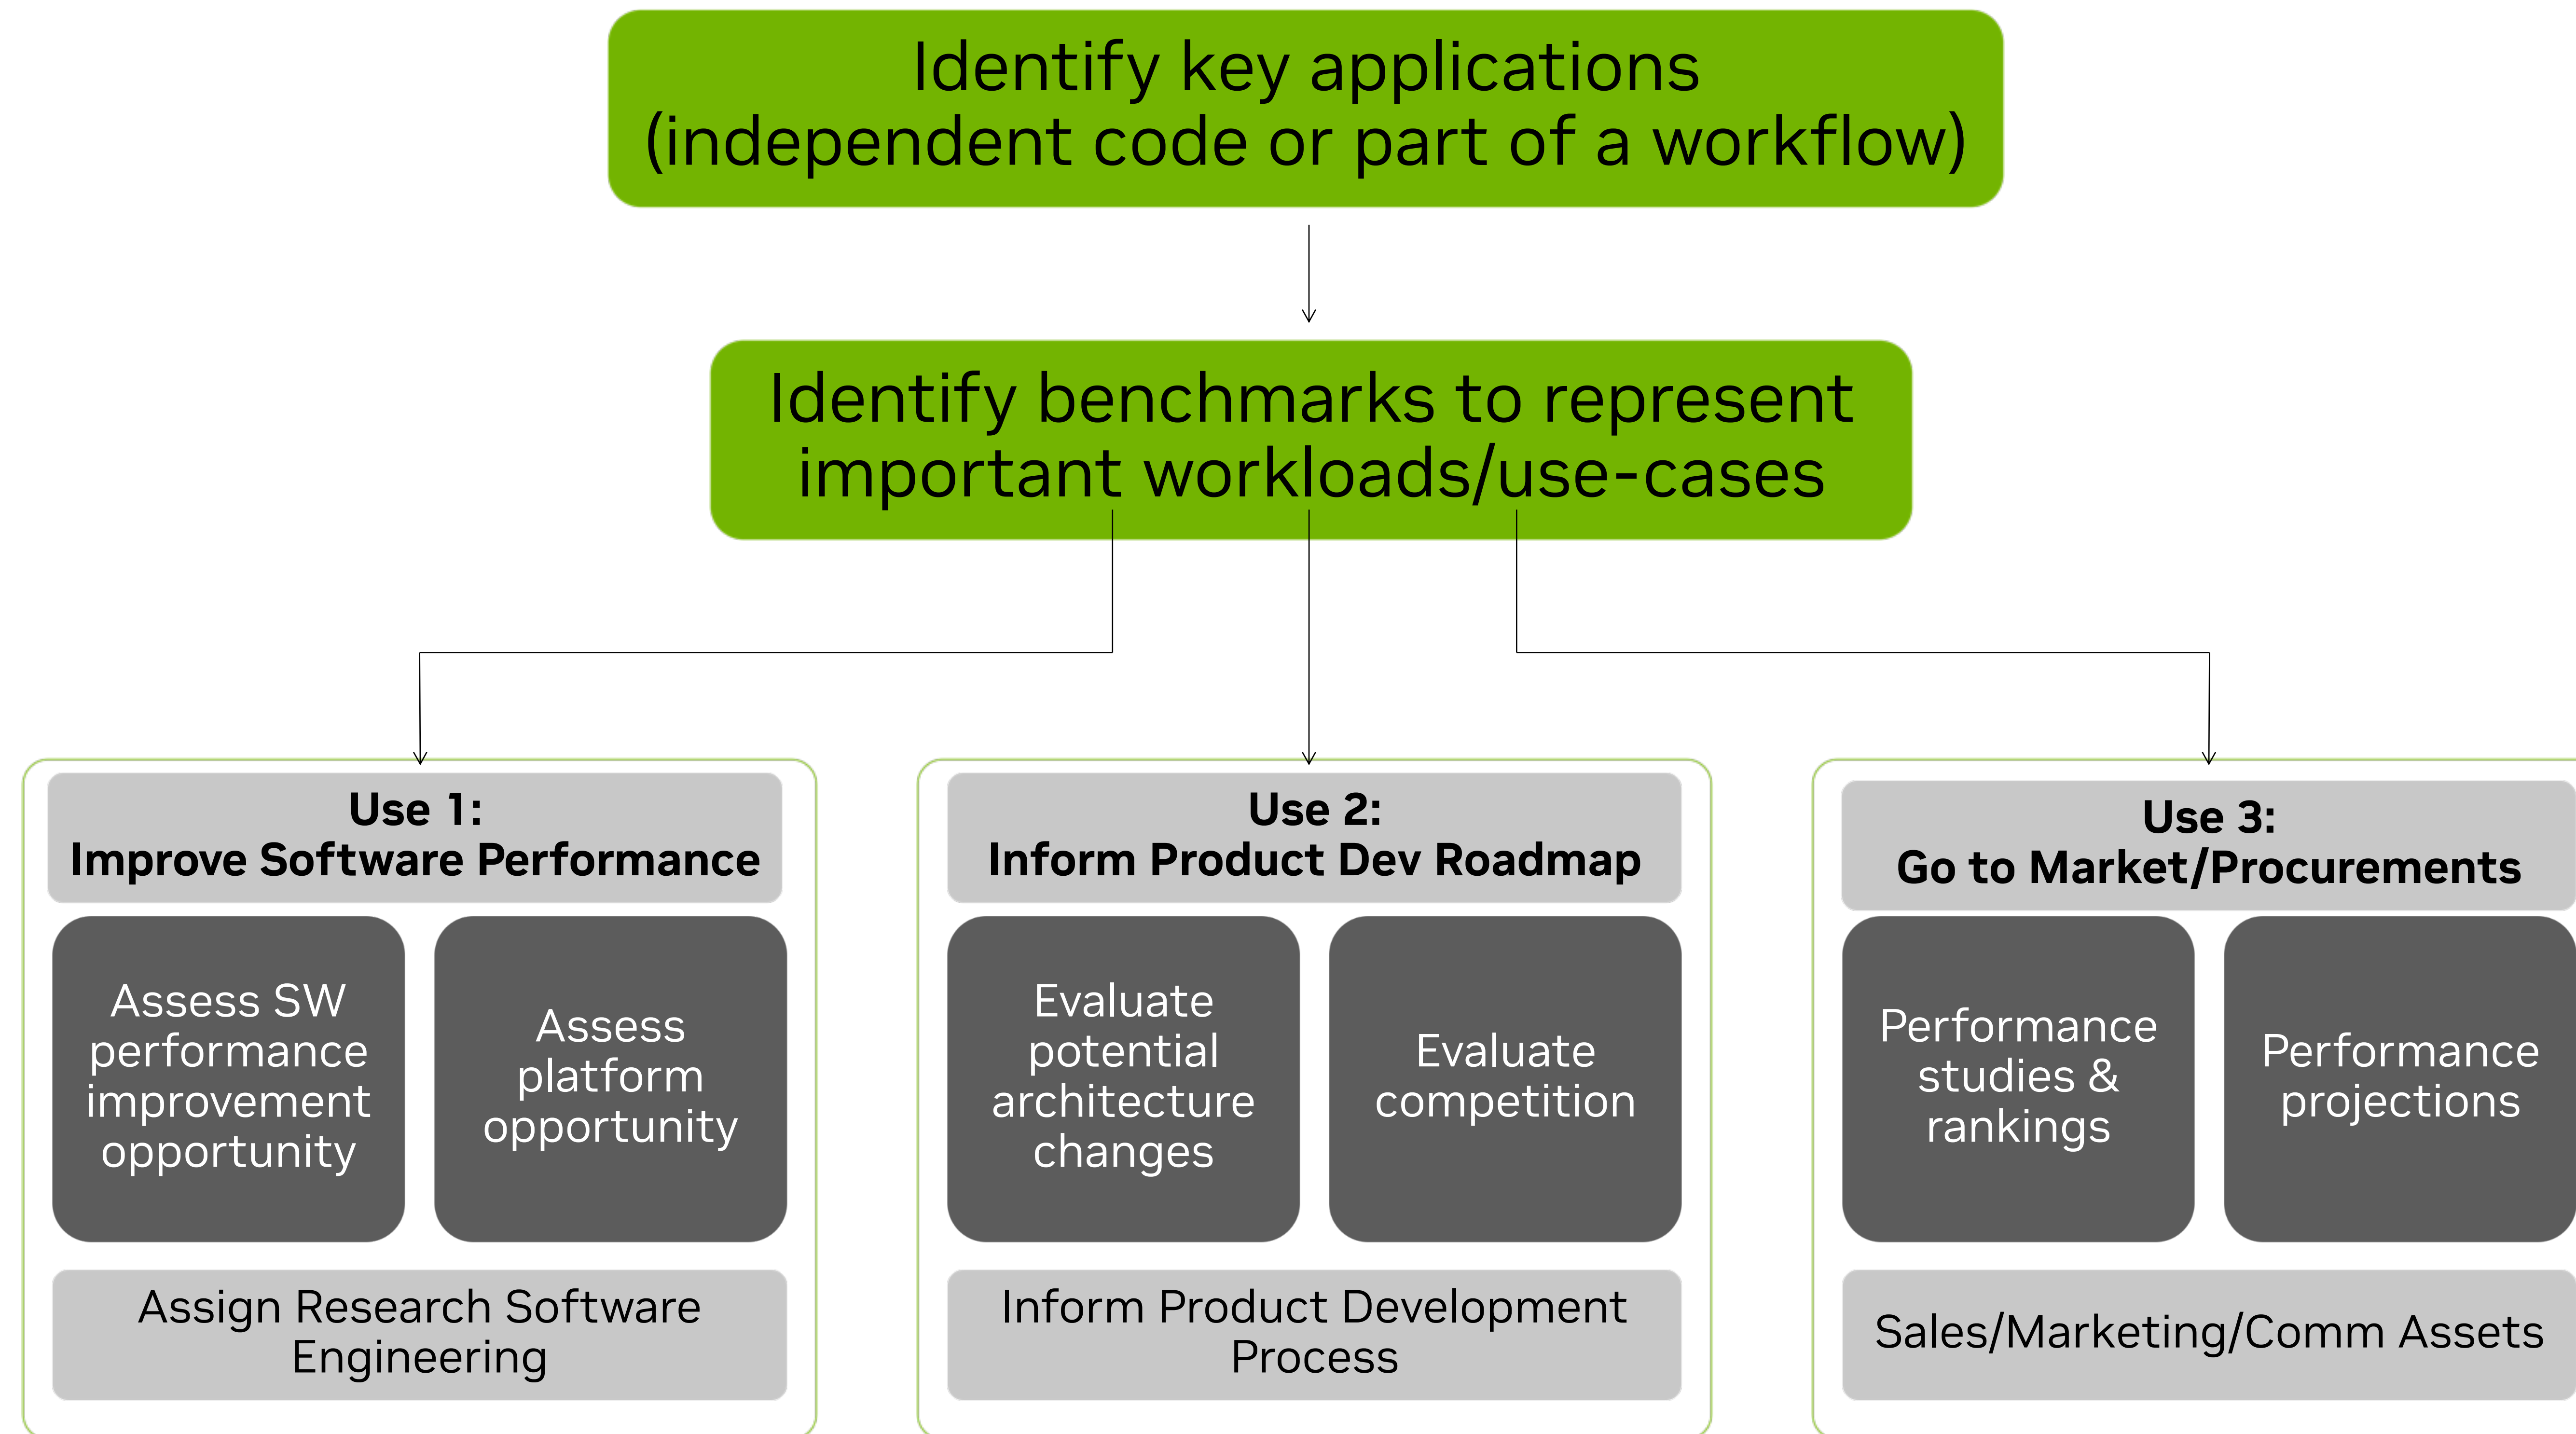 Identify key applications
(independent code or part of a workflow)
Identify benchmarks to represent
important workloads/use-cases
Use 1:
Improve Software Performance
Assess SW
performance
improvement
opportunity
Assess
platform
opportunity
Assign Research Software
Engineering
Use 2:
Inform Product Dev Roadmap
Evaluate
potential
architecture
changes
Evaluate
competition
Inform Product Development
Process
Use 3:
Go to Market/Procurements
Performance
studies &
rankings
Performance
projections
Sales/Marketing/Comm Assets